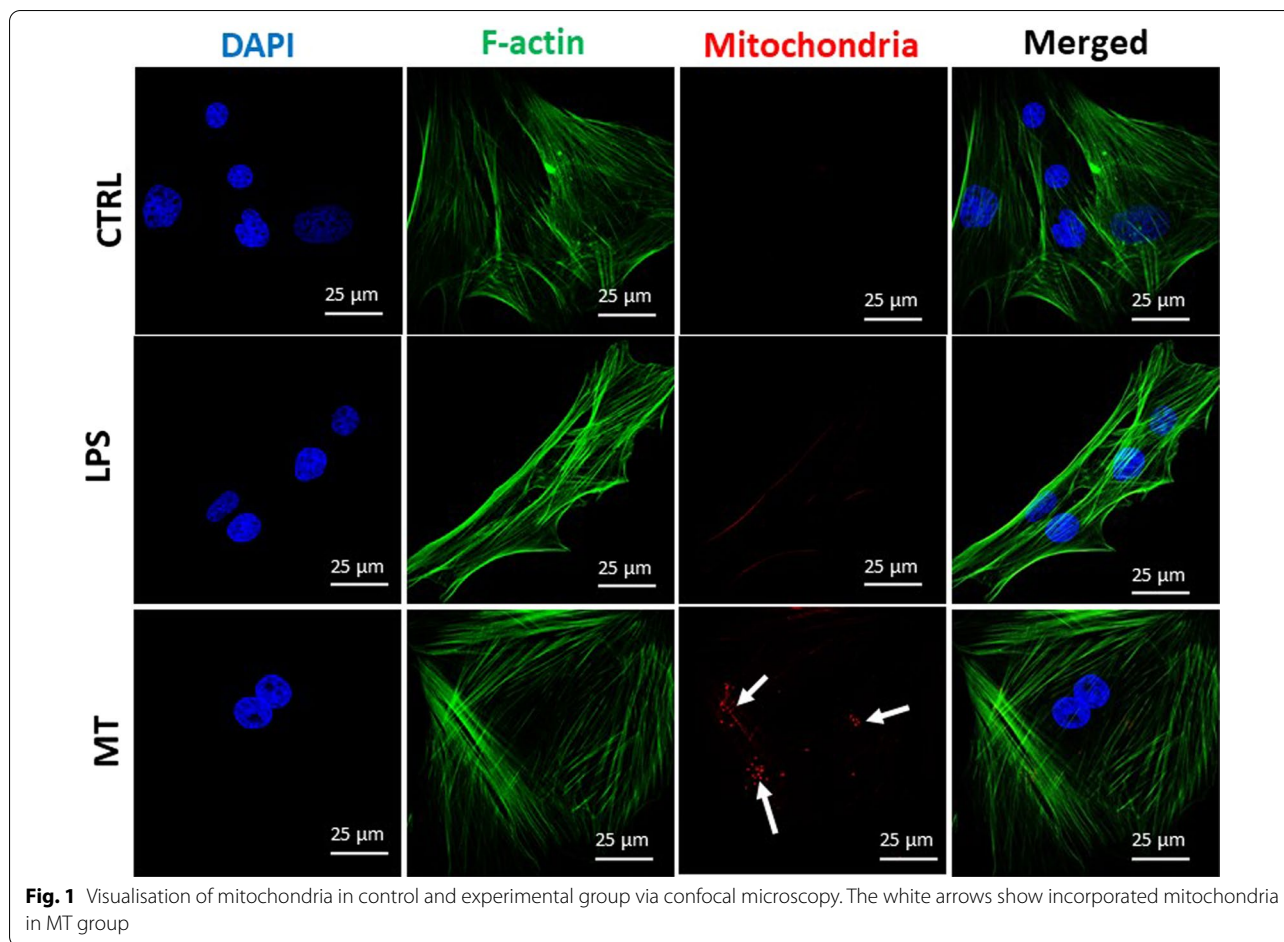 DAPI F-actin Mitochondria Merged
CTRL
25 µm 25 µm 25 µm 25 µm
LPS
25 µm 25 µm 25 µm 25 µm
MT
25 µm 25 µm 25 µm 25 µm
Fig. 1 Visualisation of mitochondria in control and experimental group via confocal microscopy. The white arrows show incorporated mitochondria
in MT group